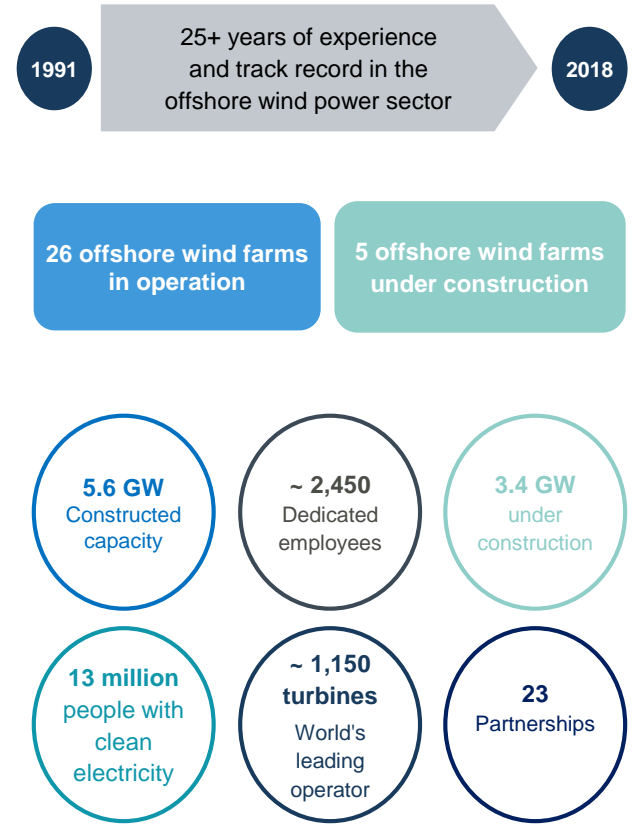 1991
25+ years of experience
and track record in the
offshore wind power sector
2018
26 offshore wind farms
in operation
5 offshore wind farms
under construction
5.6 GW
Constructed
capacity
~ 2,450
Dedicated
employees
3.4 GW
under
construction
13 million
people with
clean
electricity
~ 1,150
turbines
World's
leading
operator
23
Partnerships